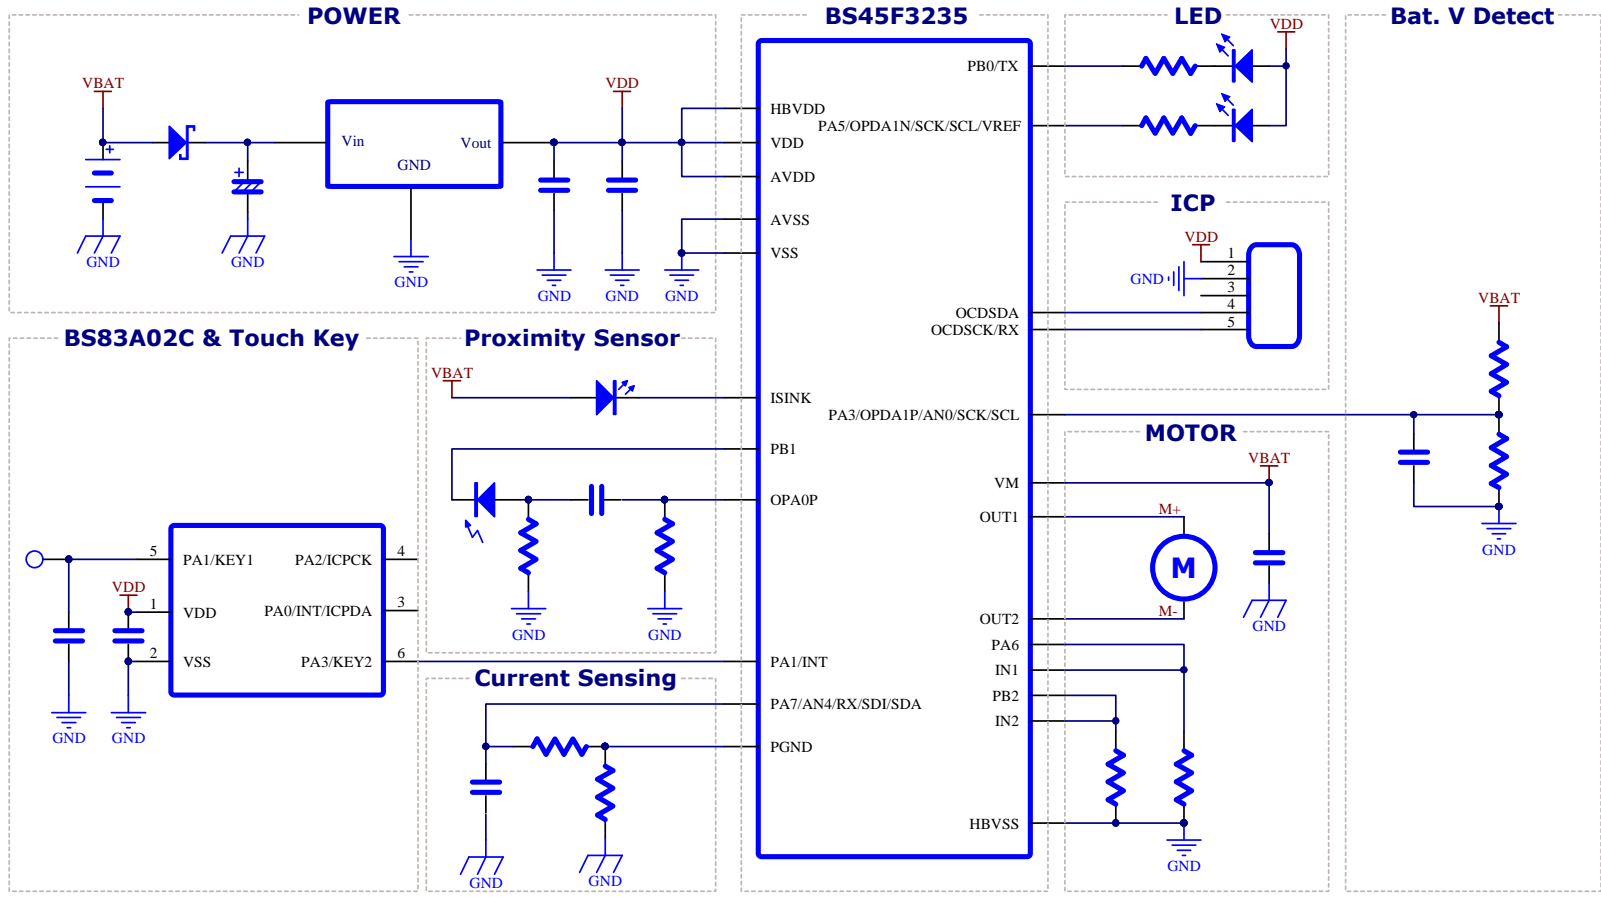 POWER
VBAT
+
+
Vin
Vout
GND
VDD
GND
GND
GND
GND
GND
GND
BS45F3235
HBVDD
VDD
AVDD
AVSS
VSS
ISINK
PB1
OPA0P
PA1/INT
PA7/AN4/RX/SDI/SDA
PGND
PB0/TX
PA5/OPDA1N/SCK/SCL/VREF
OCDSDA
OCDSCK/RX
PA3/OPDA1P/AN0/SCK/SCL
VM
OUT1
OUT2
PA6
IN1
PB2
IN2
HBVSS
LED
VDD
ICP
VDD
GND
1
2
3
4
5
Bat. V Detect
VBAT
GND
BS83A02C & Touch Key
5
PA1/KEY1
PA2/ICPCK
4
VDD
1
VDD
PA0/INT/ICPDA
3
2
VSS
PA3/KEY2
6
GND
GND
Proximity Sensor
VBAT
GND
GND
Current Sensing
GND
GND
MOTOR
VBAT
M+
M
M-
GND
GND